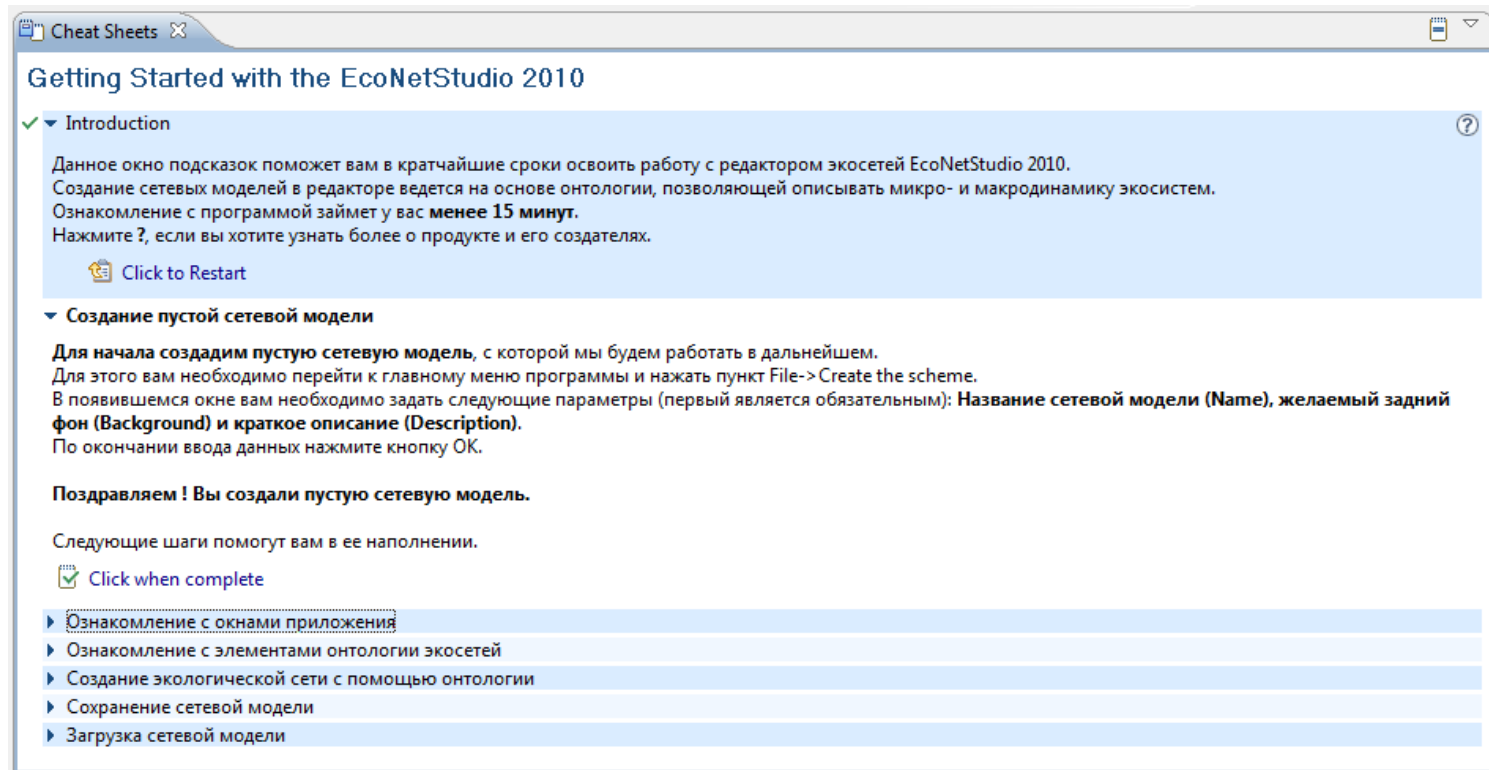 Cheat Sheets
Getting Started with the EcoNetStudio 2010
Introduction
?
Данное окно подсказок поможет вам в кратчайшие сроки освоить работу с редактором экосетей EcoNetStudio 2010.
Создание сетевых моделей в редакторе ведется на основе онтологии, позволяющей описывать микро- и макродинамику экосистем.
Ознакомление с программой займет у вас менее 15 минут.
Нажмите ?, если вы хотите узнать более о продукте и его создателях.
Click to Restart
Создание пустой сетевой модели
Для начала создадим пустую сетевую модель, с которой мы будем работать в дальнейшем.
Для этого вам необходимо перейти к главному меню программы и нажать пункт File->Create the scheme.
В появившемся окне вам необходимо задать следующие параметры (первый является обязательным): Название сетевой модели (Name), желаемый задний
фон (Background) и краткое описание (Description).
По окончании ввода данных нажмите кнопку OK.
Поздравляем ! Вы создали пустую сетевую модель.
Следующие шаги помогут вам в ее наполнении.
Click when complete
Ознакомление с окнами приложения
Ознакомление с элементами онтологии экосетей
Создание экологической сети с помощью онтологии
Сохранение сетевой модели
Загрузка сетевой модели